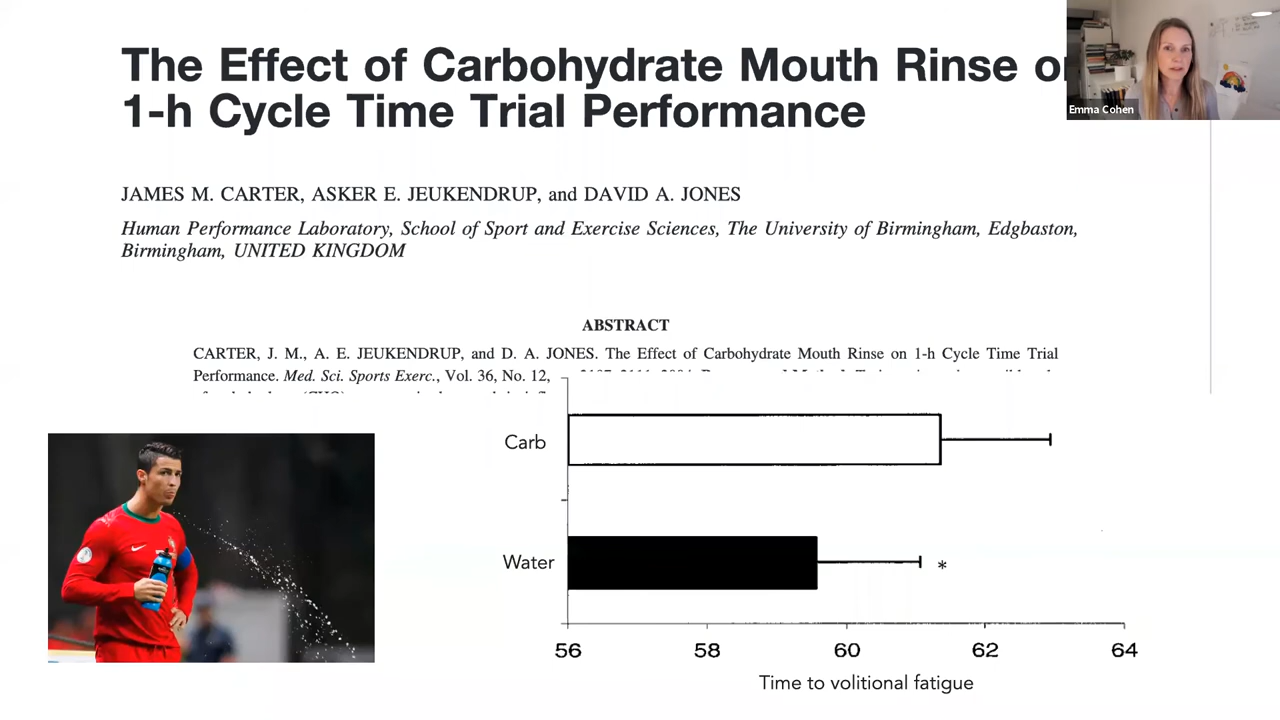 The Effect of Carbohydrate Mouth Rinse on
1-h Cycle Time Trial Performance
Emma Cohen
JAMES M. CARTER, ASKER E. JEUKENDRUP, and DAVID A. JONES
Human Performance Laboratory, School of Sport and Exercise Sciences, The University of Birmingham, Edgbaston,
Birmingham, UNITED KINGDOM
ABSTRACT
CARTER, J. M., A. E. JEUKENDRUP, and D. A. JONES. The Effect of Carbohydrate Mouth Rinse on 1-h Cycle Time Trial
Performance. Med. Sci. Sports Exerc., Vol. 36, No. 12,
Carb
Water
*
56 58 60 62 64
Time to volitional fatigue